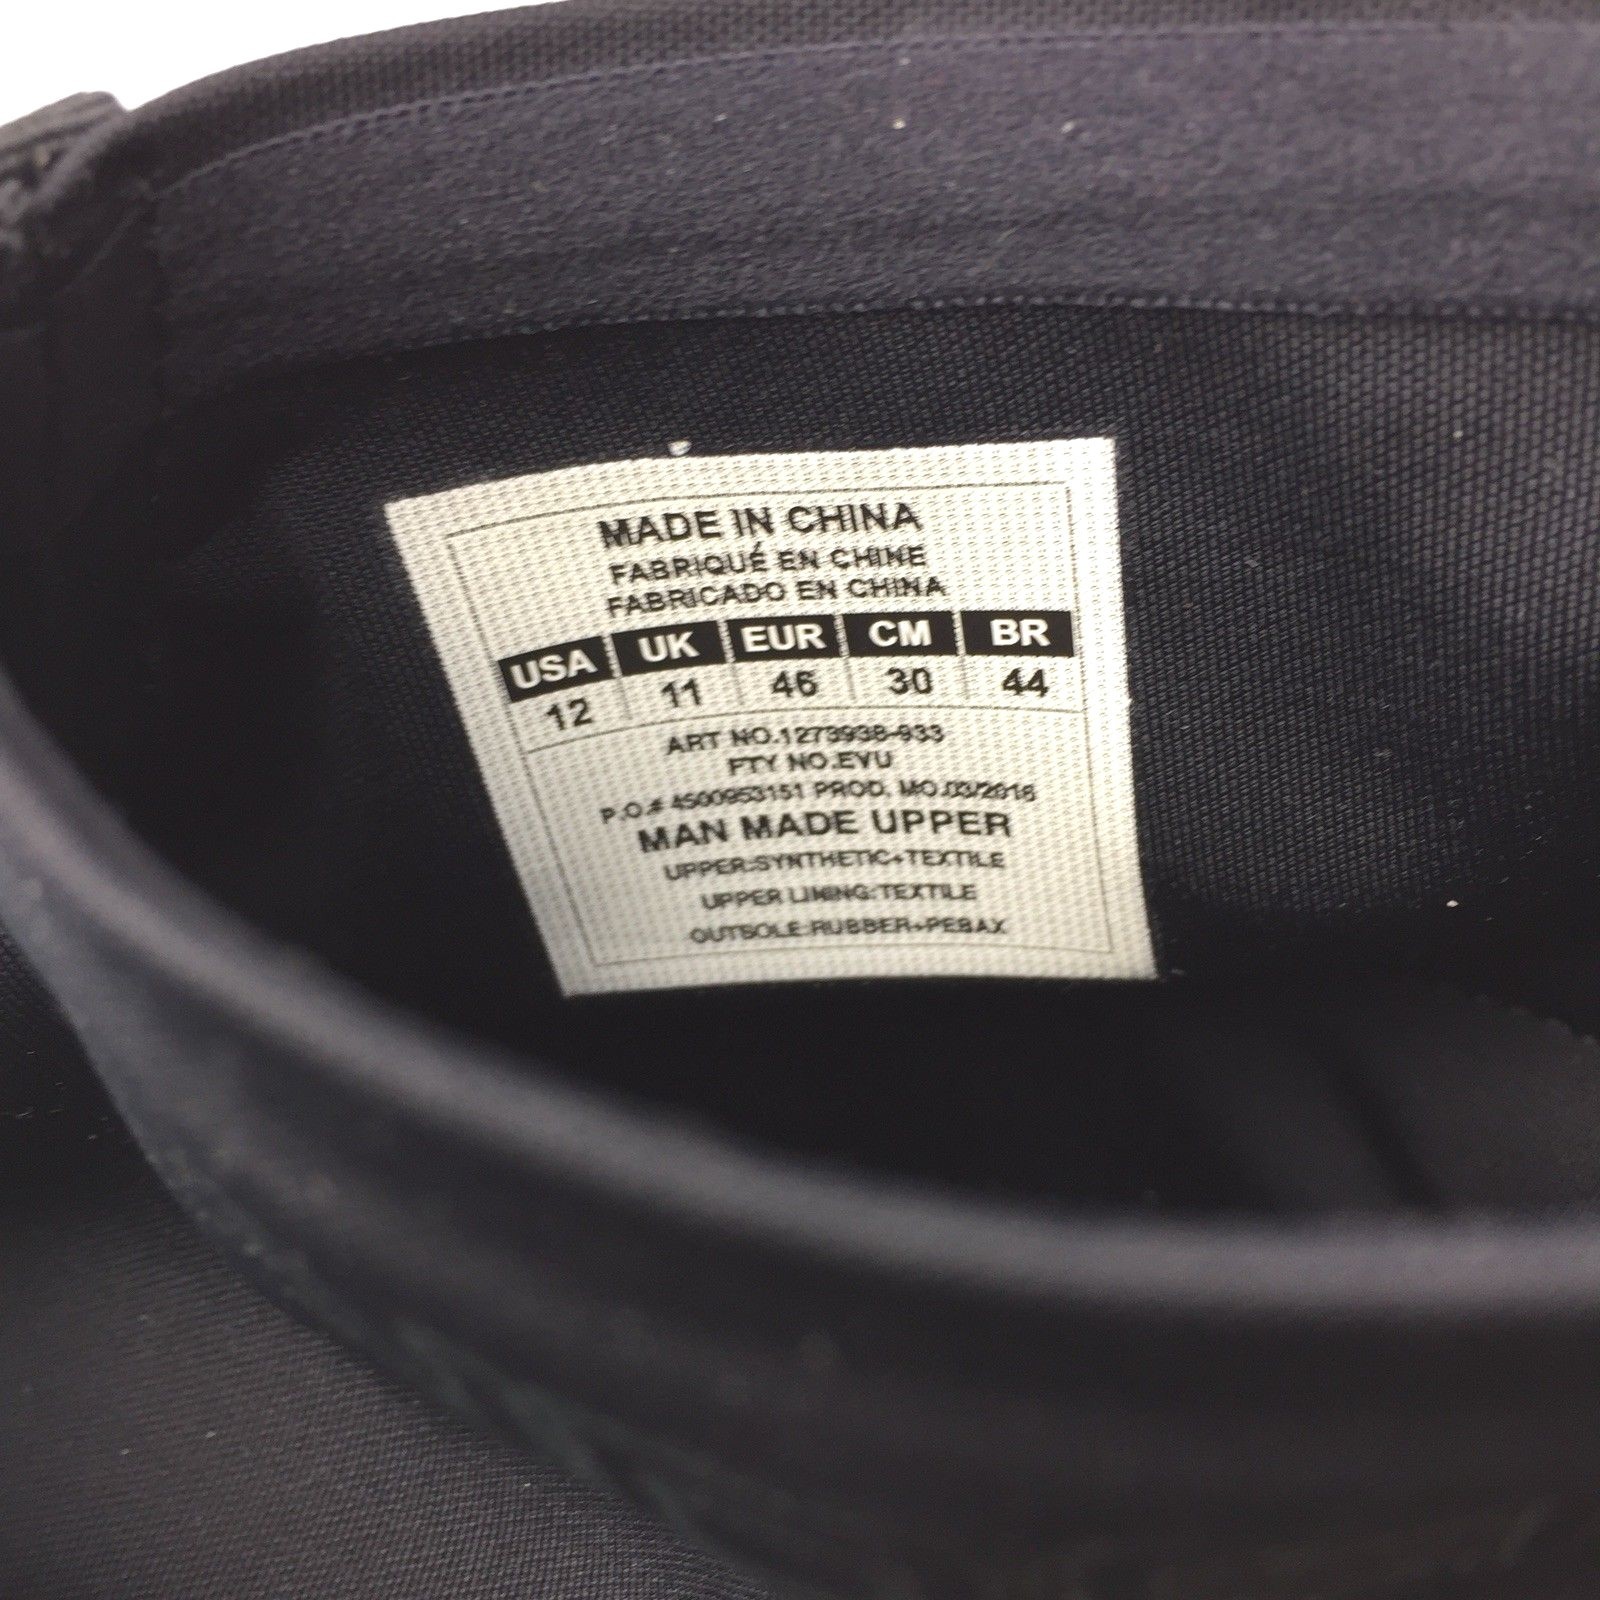 MADE IN CHINA
FABRIQUÉ EN CHINE
FABRICADO EN CHINA
USA UK EUR CM BR
12 11 46 30 44
ART NO.1273938-933
FTY NO.EVU
P.O.# 4500953151 PROD. MO.03/2016
MAN MADE UPPER
UPPER:SYNTHETIC+TEXTILE
UPPER LINING:TEXTILE
OUTSOLE:RUBBER+PEBAX